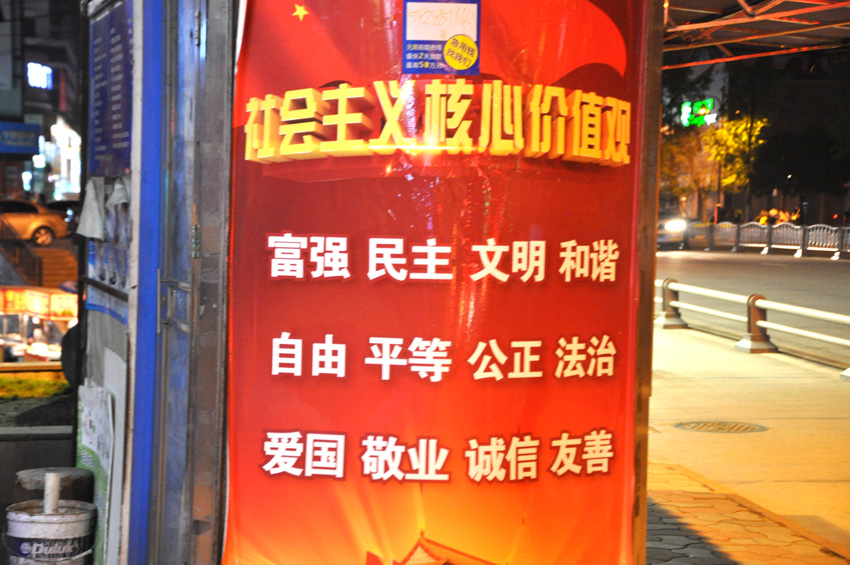 社会主义核心价值观
富强 民主 文明 和谐
自由 平等 公正 法治
爱国 敬业 诚信 友善
Dulux